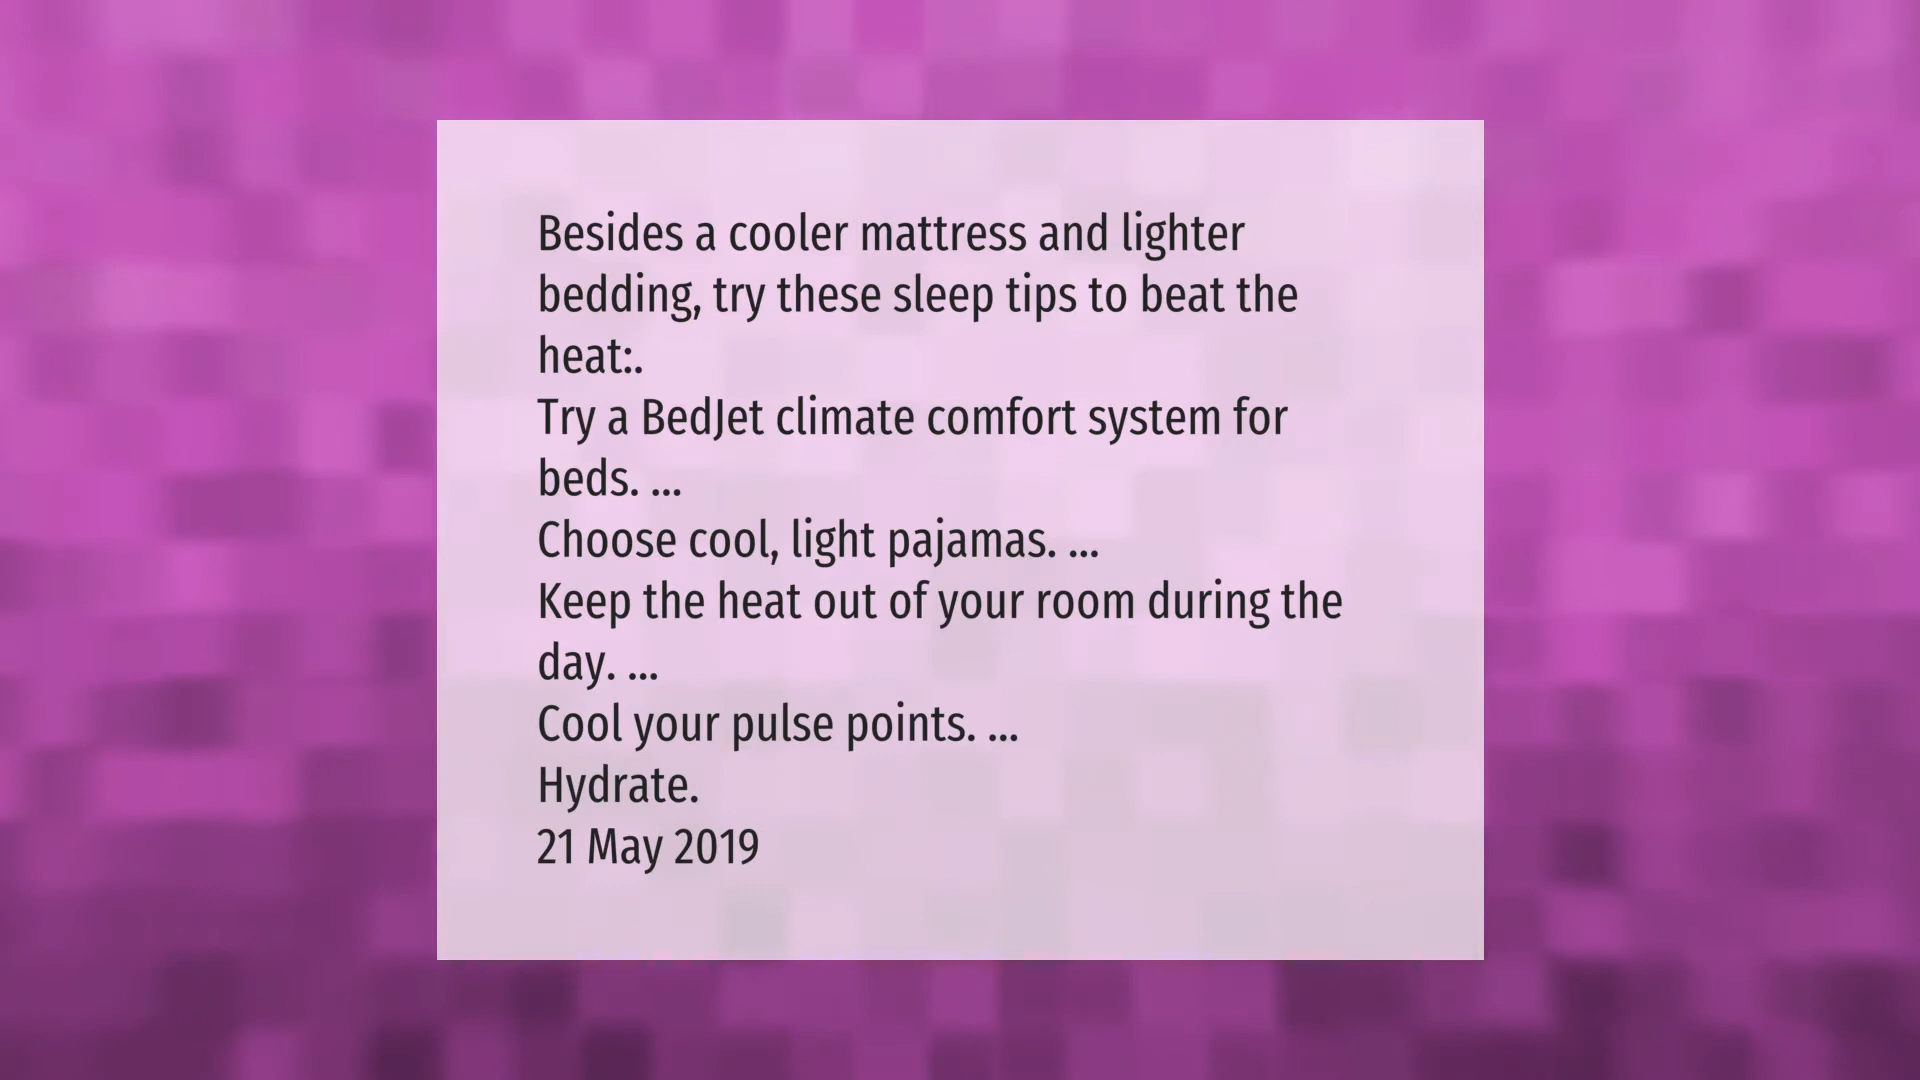 Besides a cooler mattress and lighter
bedding, try these sleep tips to beat the
heat:.
Try a BedJet climate comfort system for
beds. ...
Choose cool, light pajamas. ...
Keep the heat out of your room during the
day. ...
Cool your pulse points. ...
Hydrate.
21 May 2019